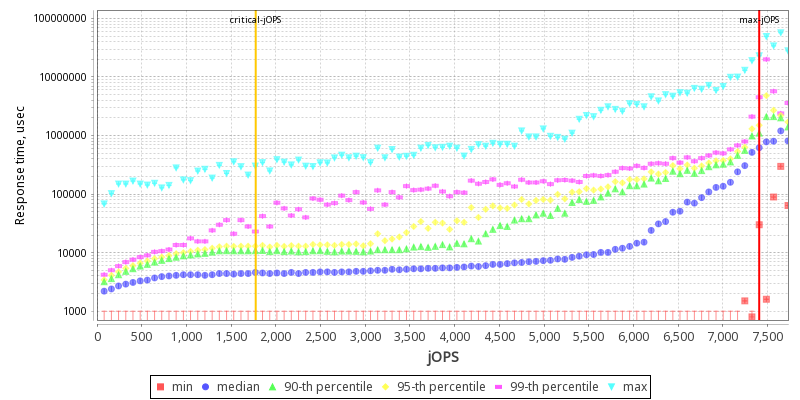 critical-jOPS max-jOPS
100000000
10000000
1000000
100000
10000
1000
Response time, usec
0 500 1,000 1,500 2,000 2,500 3,000 3,500 4,000 4,500 5,000 5,500 6,000 6,500 7,000 7,500
jOPS
min median 90-th percentile 95-th percentile 99-th percentile max